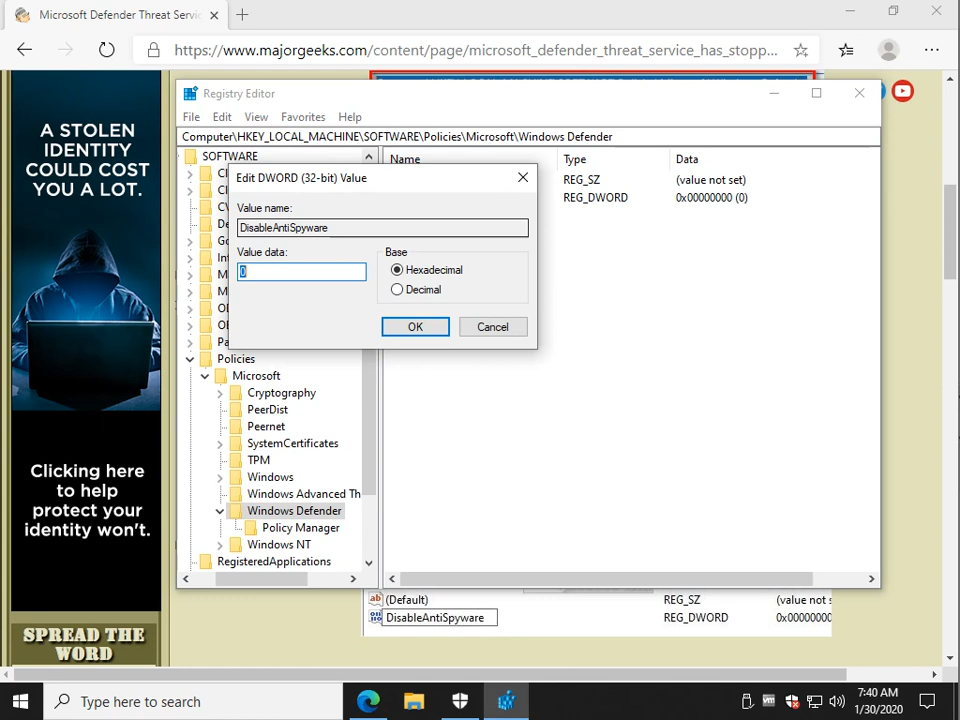 Microsoft Defender Threat Servic
https://www.majorgeeks.com/content/page/microsoft_defender_threat_service_has_stopp...
A STOLEN
IDENTITY
COULD COST
YOU A LOT.
Clicking here
to help
protect your
identity won't.
SPREAD THE
WORD
Registry Editor
File Edit View Favorites Help
Computer\HKEY_LOCAL_MACHINE\SOFTWARE\Policies\Microsoft\Windows Defender
SOFTWARE
Policies
Microsoft
Cryptography
PeerDist
Peernet
SystemCertificates
TPM
Windows
Windows Advanced Th
Windows Defender
Policy Manager
Windows NT
RegisteredApplications
Name Type Data
REG_SZ (value not set)
REG_DWORD 0x00000000 (0)
Edit DWORD (32-bit) Value
Value name:
DisableAntiSpyware
Value data:
0
Base
Hexadecimal
Decimal
OK Cancel
(Default) REG_SZ (value not s
DisableAntiSpyware REG_DWORD 0x00000000
Type here to search
7:40 AM
1/30/2020